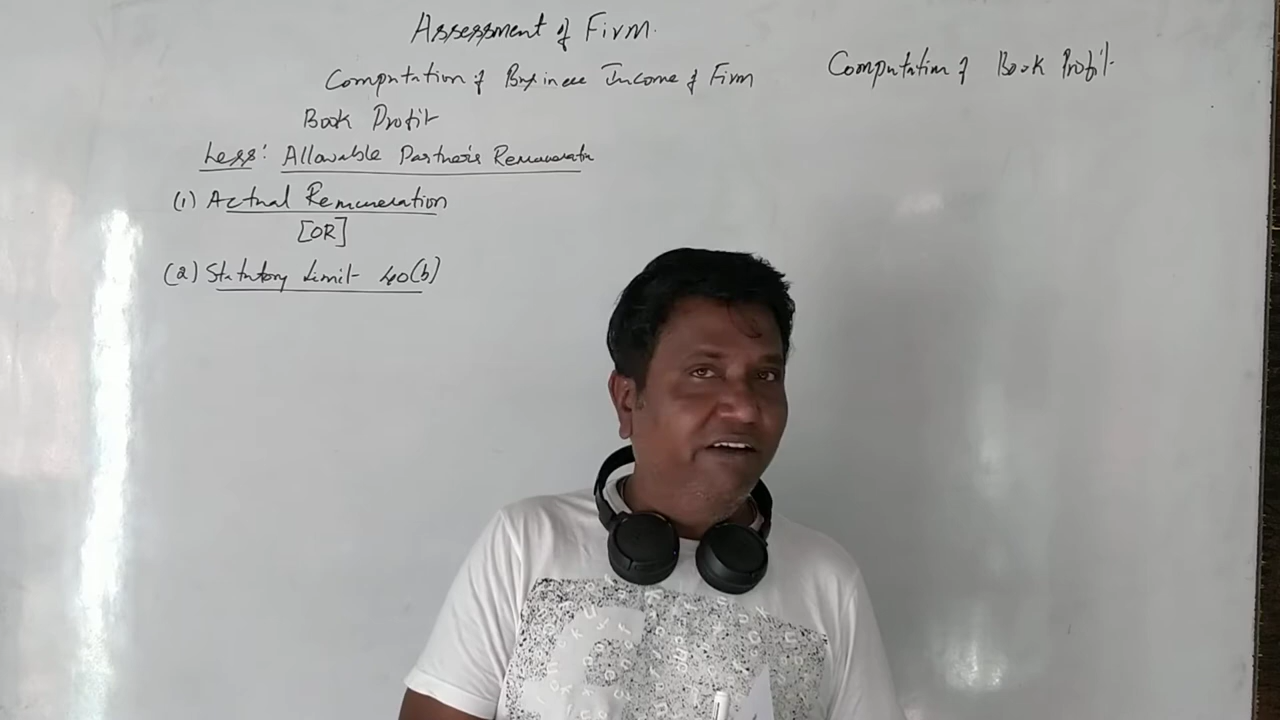 Assessment of Firm.
Computation of Business Income of Firm
Book Profit
Less: Allowable Partner's Remuneration
(1) Actual Remuneration
[OR]
(2) Statutory Limit 40(b)
Computation of Book Profit